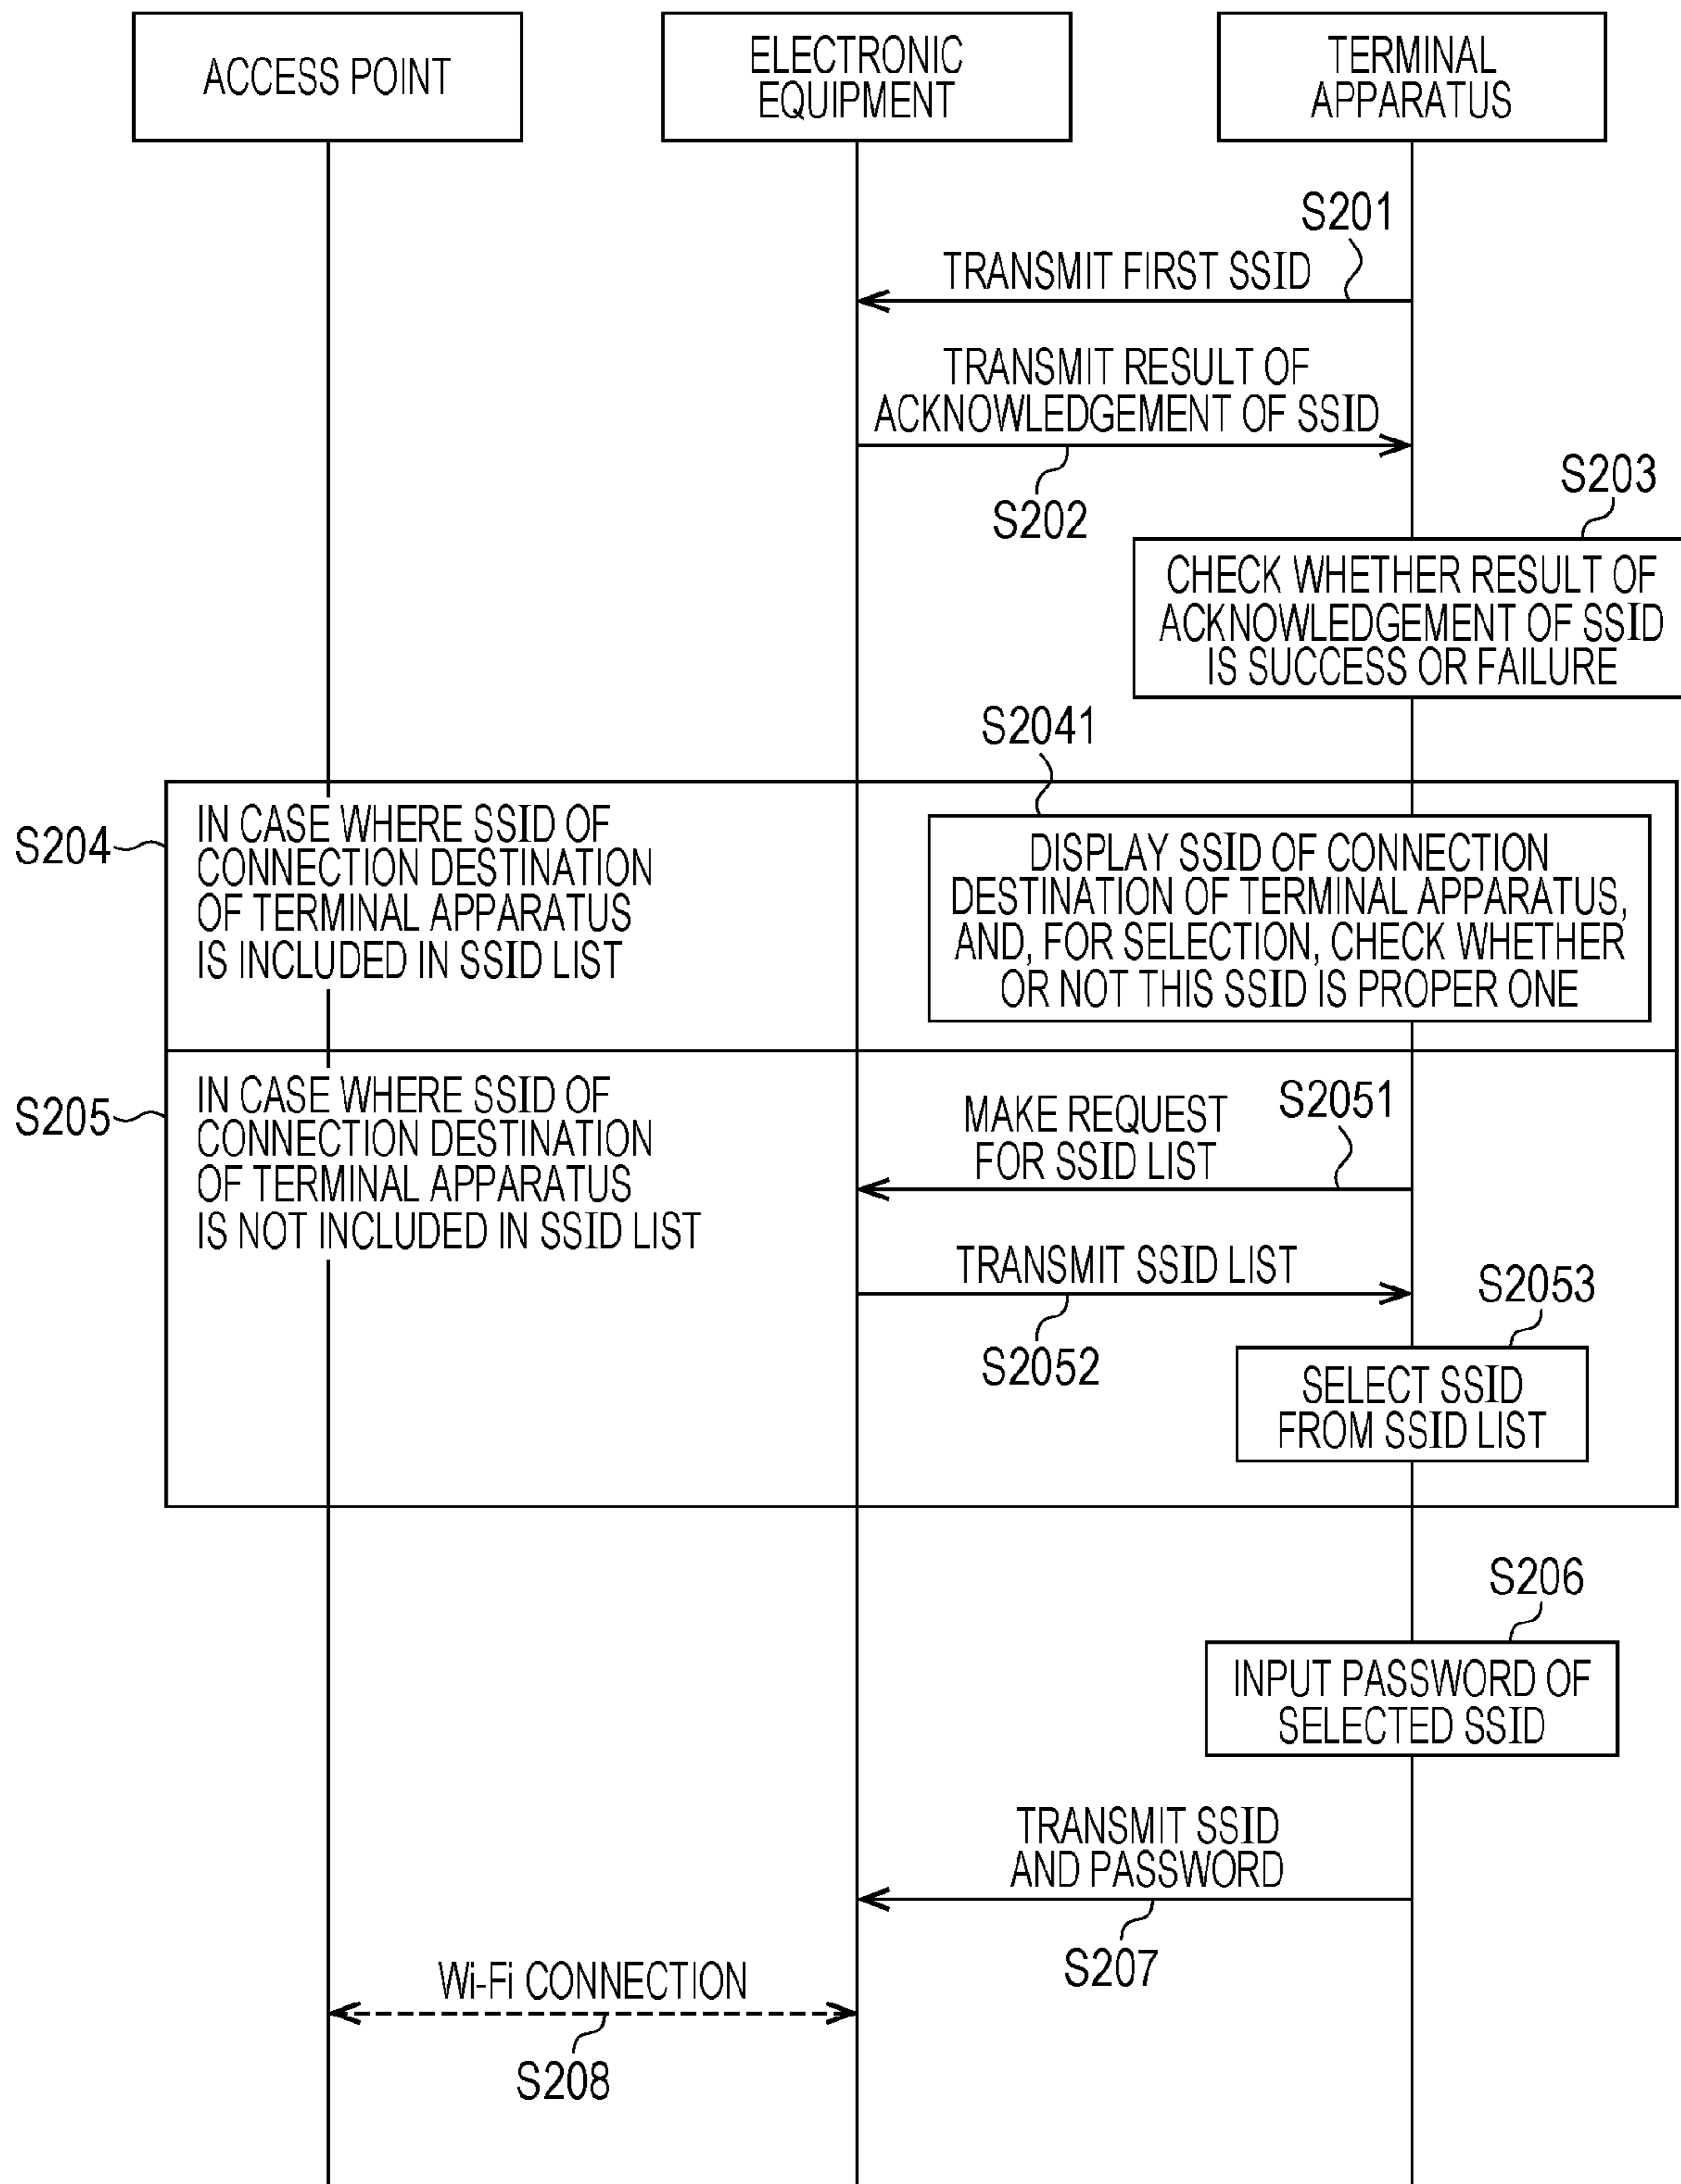 ACCESS POINT
ELECTRONIC
EQUIPMENT
TERMINAL
APPARATUS
S201
TRANSMIT FIRST SSID
TRANSMIT RESULT OF
ACKNOWLEDGEMENT OF SSID
S202
S203
CHECK WHETHER RESULT OF
ACKNOWLEDGEMENT OF SSID
IS SUCCESS OR FAILURE
S204
IN CASE WHERE SSID OF
CONNECTION DESTINATION
OF TERMINAL APPARATUS
IS INCLUDED IN SSID LIST
S2041
DISPLAY SSID OF CONNECTION
DESTINATION OF TERMINAL APPARATUS,
AND, FOR SELECTION, CHECK WHETHER
OR NOT THIS SSID IS PROPER ONE
S205
IN CASE WHERE SSID OF
CONNECTION DESTINATION
OF TERMINAL APPARATUS
IS NOT INCLUDED IN SSID LIST
MAKE REQUEST
FOR SSID LIST
S2051
TRANSMIT SSID LIST
S2052
S2053
SELECT SSID
FROM SSID LIST
S206
INPUT PASSWORD OF
SELECTED SSID
TRANSMIT SSID
AND PASSWORD
S207
Wi-Fi CONNECTION
S208